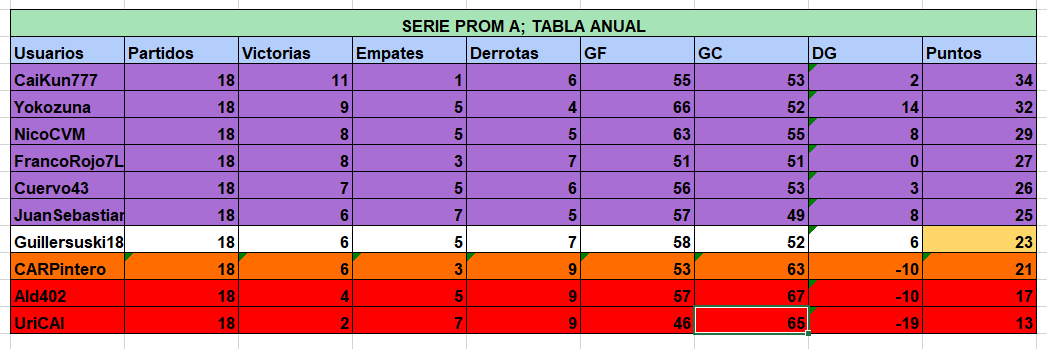 SERIE PROM A; TABLA ANUAL
Usuarios Partidos Victorias Empates Derrotas GF GC DG Puntos
CaiKun777 18 11 1 6 55 53 2 34
Yokozuna 18 9 5 4 66 52 14 32
NicoCVM 18 8 5 5 63 55 8 29
FrancoRojo7L 18 8 3 7 51 51 0 27
Cuervo43 18 7 5 6 56 53 3 26
JuanSebastian 18 6 7 5 57 49 8 25
Guillersuski18 18 6 5 7 58 52 6 23
CARPintero 18 6 3 9 53 63 -10 21
Ald402 18 4 5 9 57 67 -10 17
UriCAI 18 2 7 9 46 65 -19 13